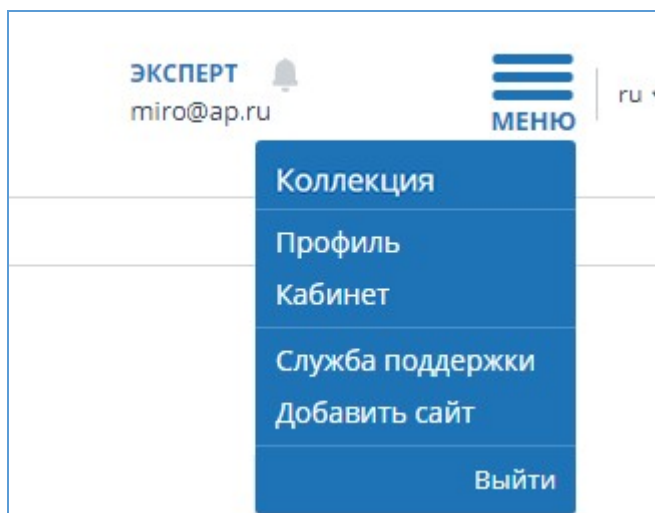 ЭКСПЕРТ
miro@ap.ru
МЕНЮ
ru
Коллекция
Профиль
Кабинет
Служба поддержки
Добавить сайт
Выйти